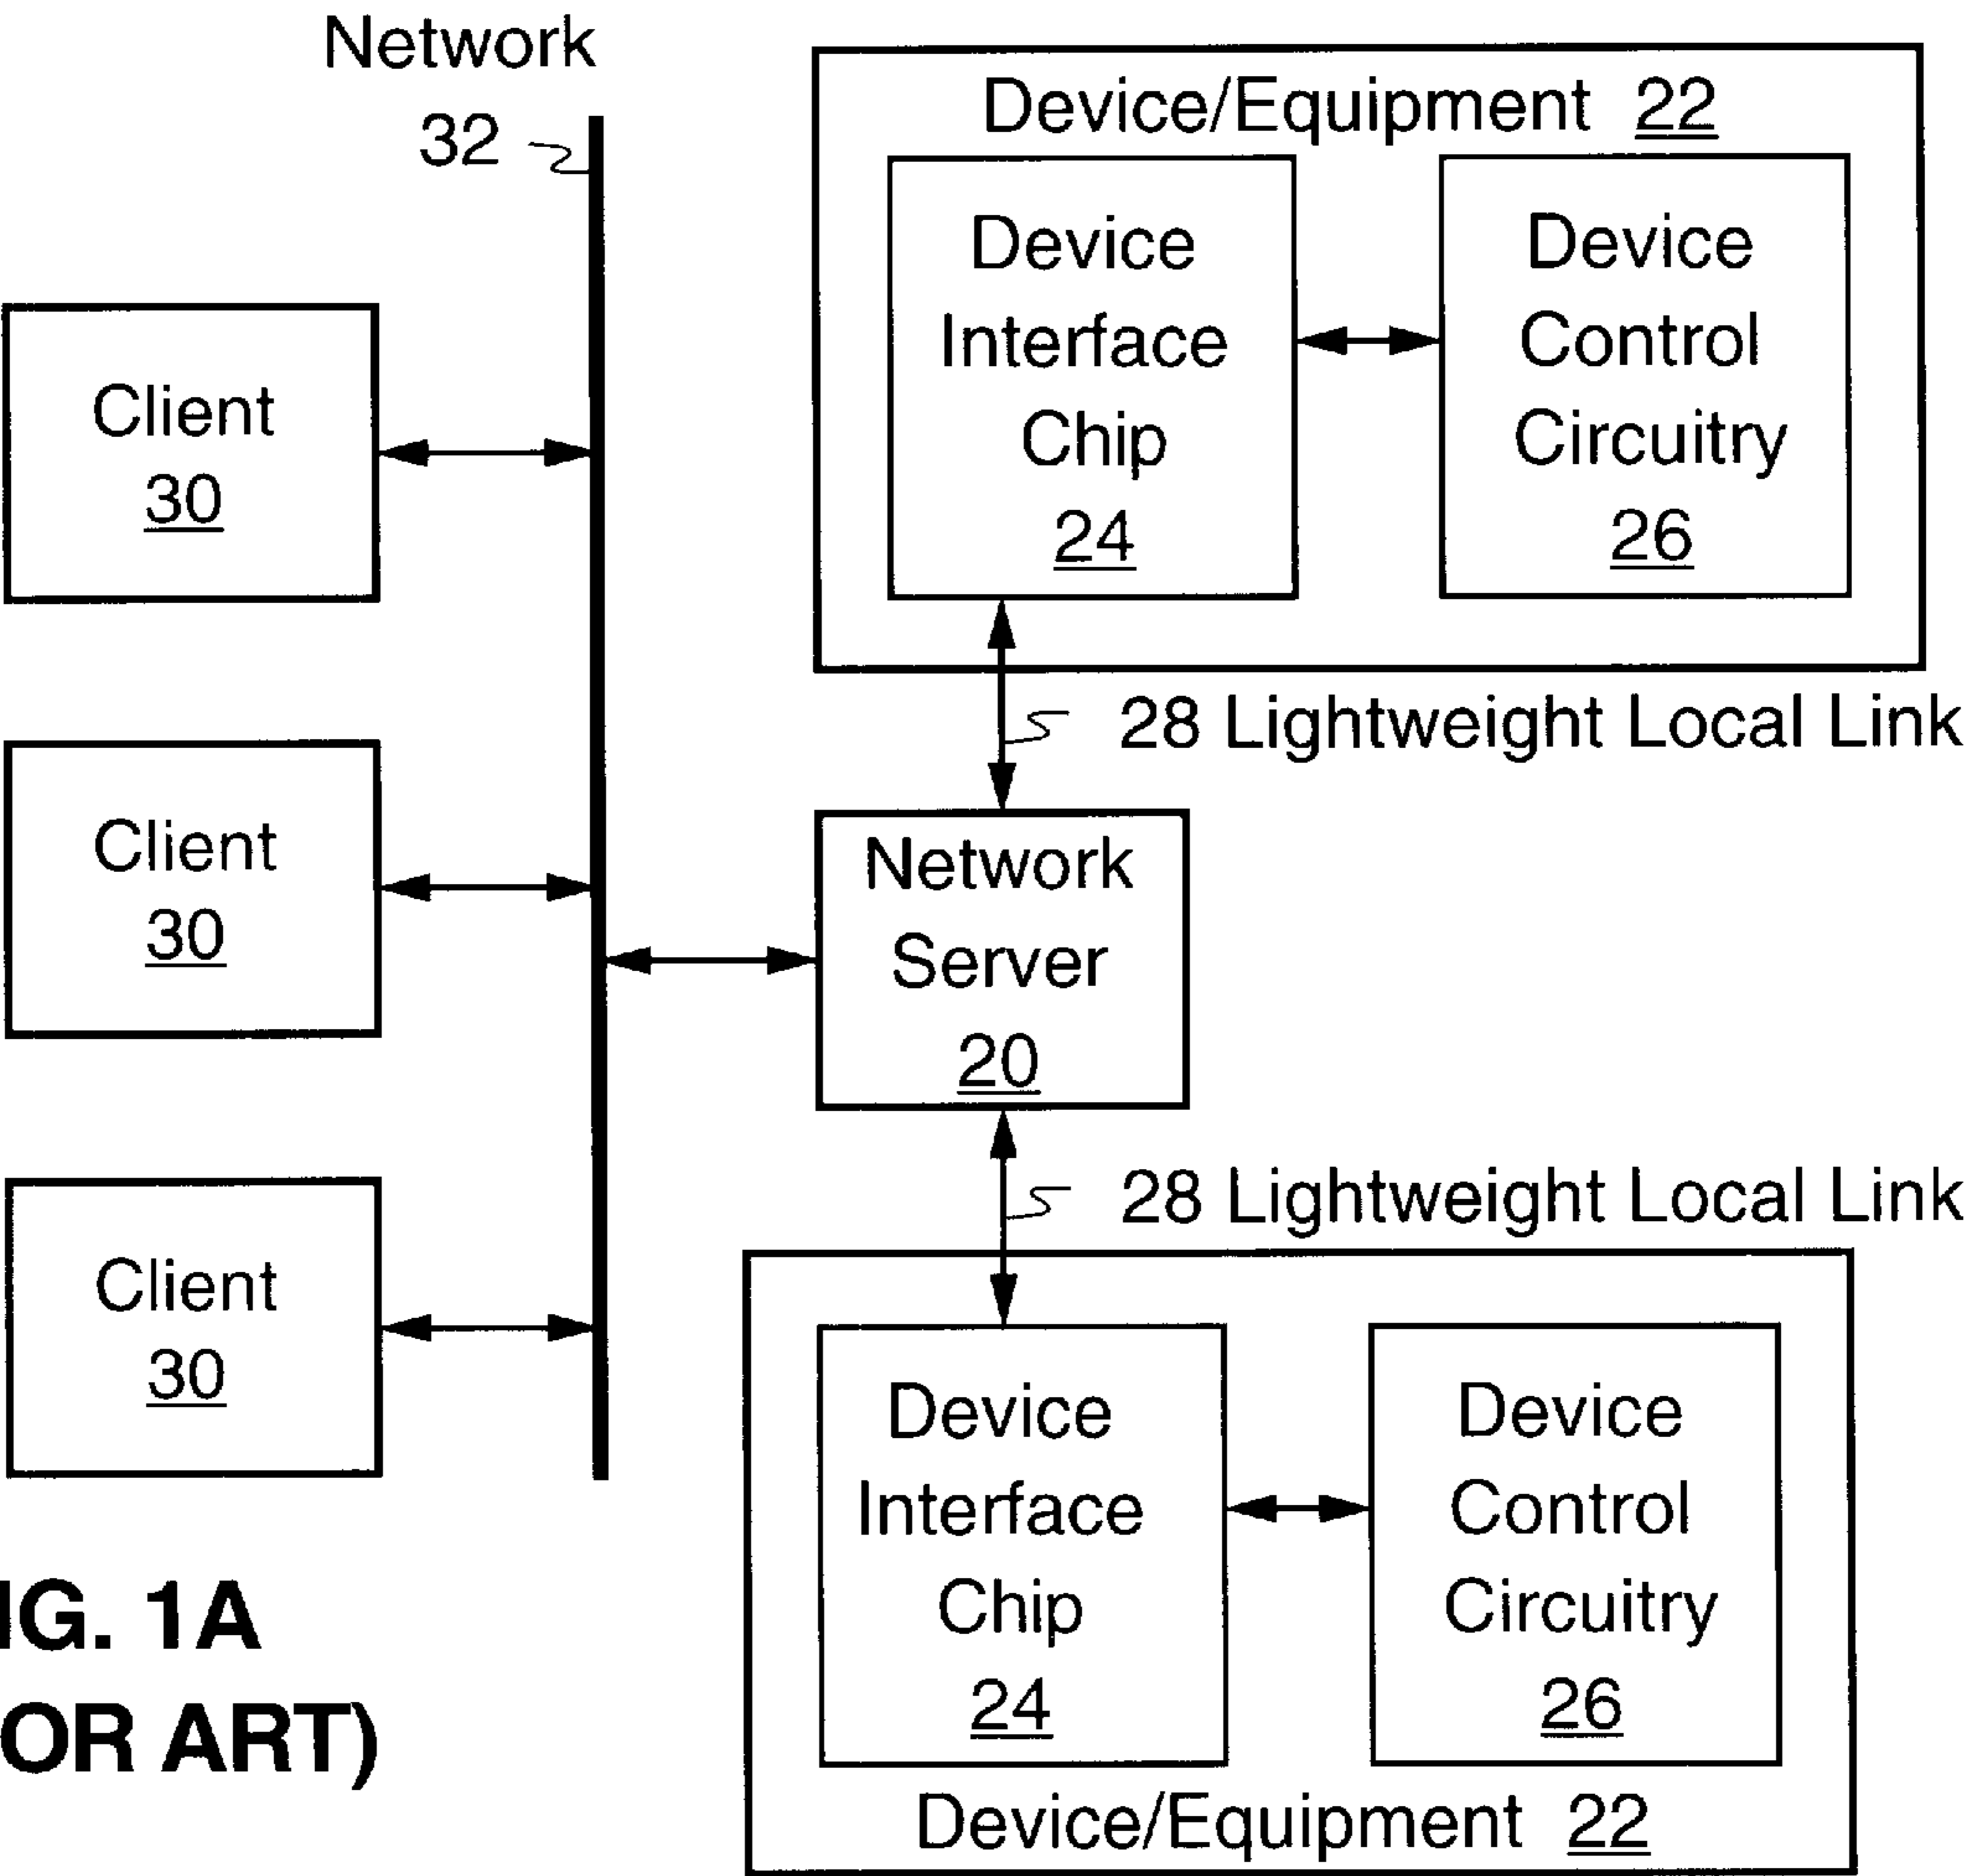 Network
32
Device/Equipment 22
Device
Interface
Chip
24
Device
Control
Circuitry
26
Client
30
28 Lightweight Local Link
Client
30
Network
Server
20
28 Lightweight Local Link
Client
30
Device
Interface
Chip
24
Device
Control
Circuitry
26
Device/Equipment 22
IG. 1A
OR ART)